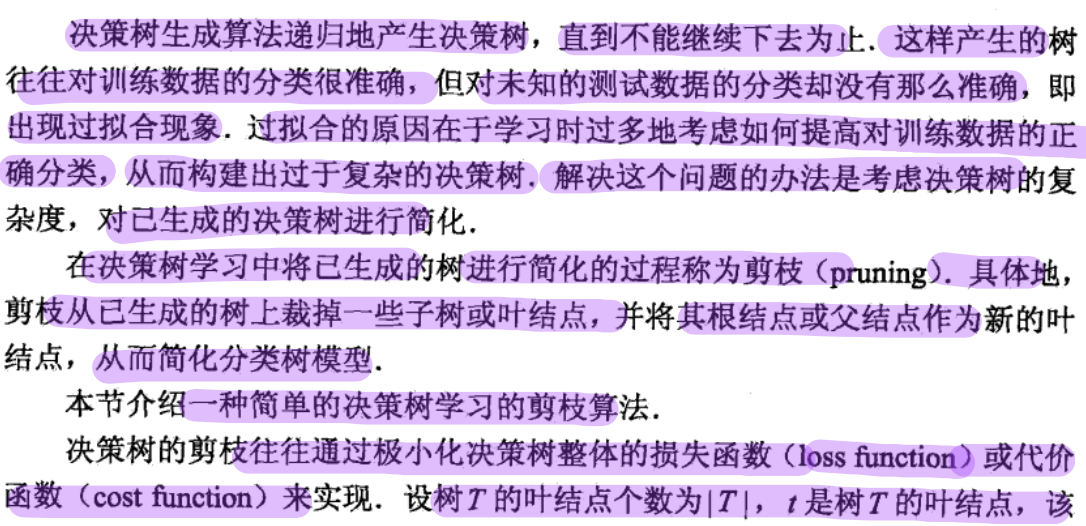 决策树生成算法递归地产生决策树，直到不能继续下去为止．这样产生的树
往往对训练数据的分类很准确，但对未知的测试数据的分类却没有那么准确，即
出现过拟合现象．过拟合的原因在于学习时过多地考虑如何提高对训练数据的正
确分类，从而构建出过于复杂的决策树．解决这个问题的办法是考虑决策树的复
杂度，对已生成的决策树进行简化．
在决策树学习中将已生成的树进行简化的过程称为剪枝（pruning）．具体地，
剪枝从已生成的树上裁掉一些子树或叶结点，并将其根结点或父结点作为新的叶
结点，从而简化分类树模型．
本节介绍一种简单的决策树学习的剪枝算法．
决策树的剪枝往往通过极小化决策树整体的损失函数（loss function）或代价
函数（cost function）来实现．设树 T 的叶结点个数为|T|，t 是树 T 的叶结点，该